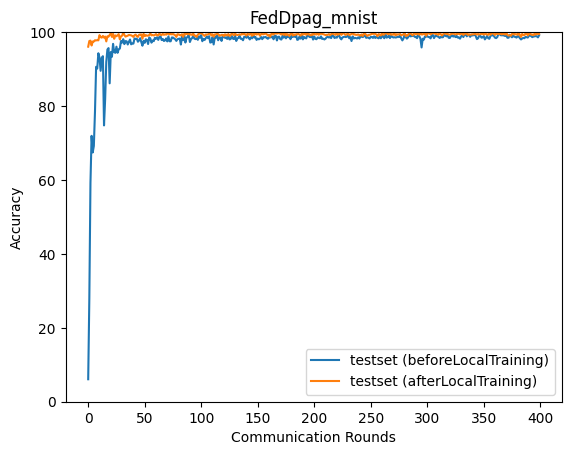 FedDpag_mnist
100
80
60
40
20
0
Accuracy
testset (beforeLocalTraining)
testset (afterLocalTraining)
0 50 100 150 200 250 300 350 400
Communication Rounds